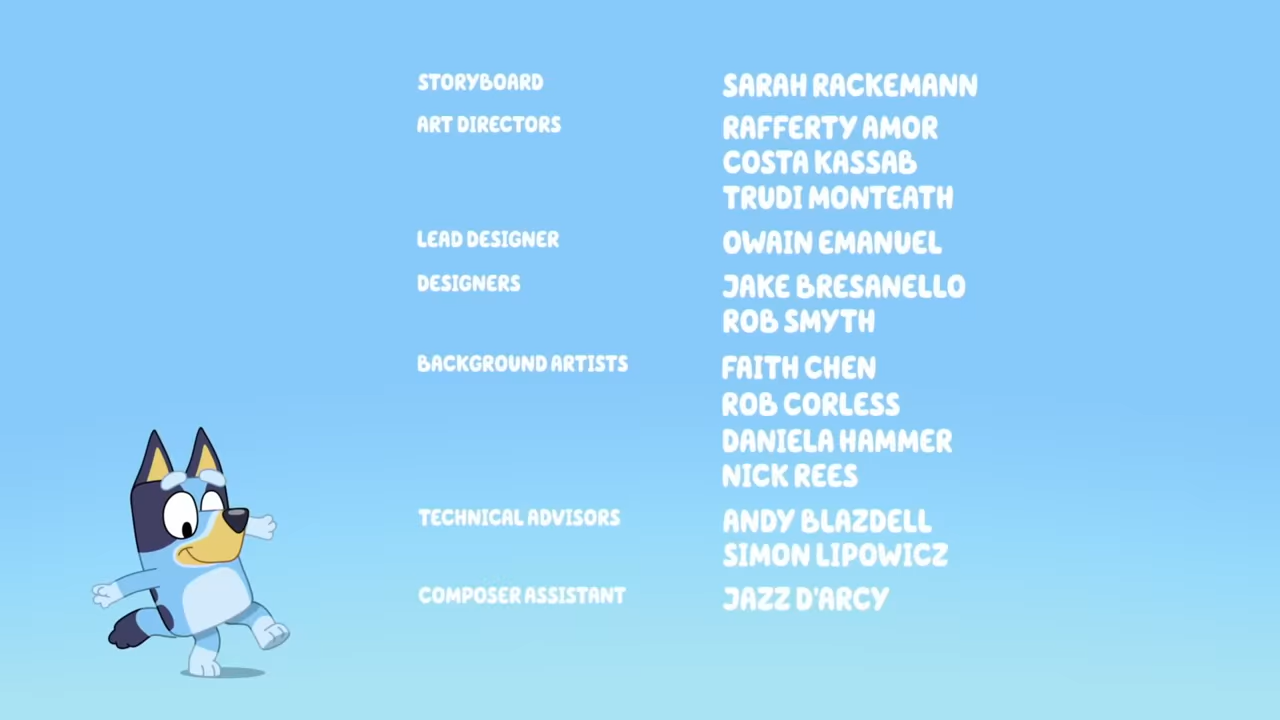 STORYBOARD SARAH RACKEMANN
ART DIRECTORS RAFFERTY AMOR
COSTA KASSAB
TRUDI MONTEATH
LEAD DESIGNER OWAIN EMANUEL
DESIGNERS JAKE BRESANELLO
ROB SMYTH
BACKGROUND ARTISTS FAITH CHEN
ROB CORLESS
DANIELA HAMMER
NICK REES
TECHNICAL ADVISORS ANDY BLAZDELL
SIMON LIPOWICZ
COMPOSER ASSISTANT JAZZ D'ARCY